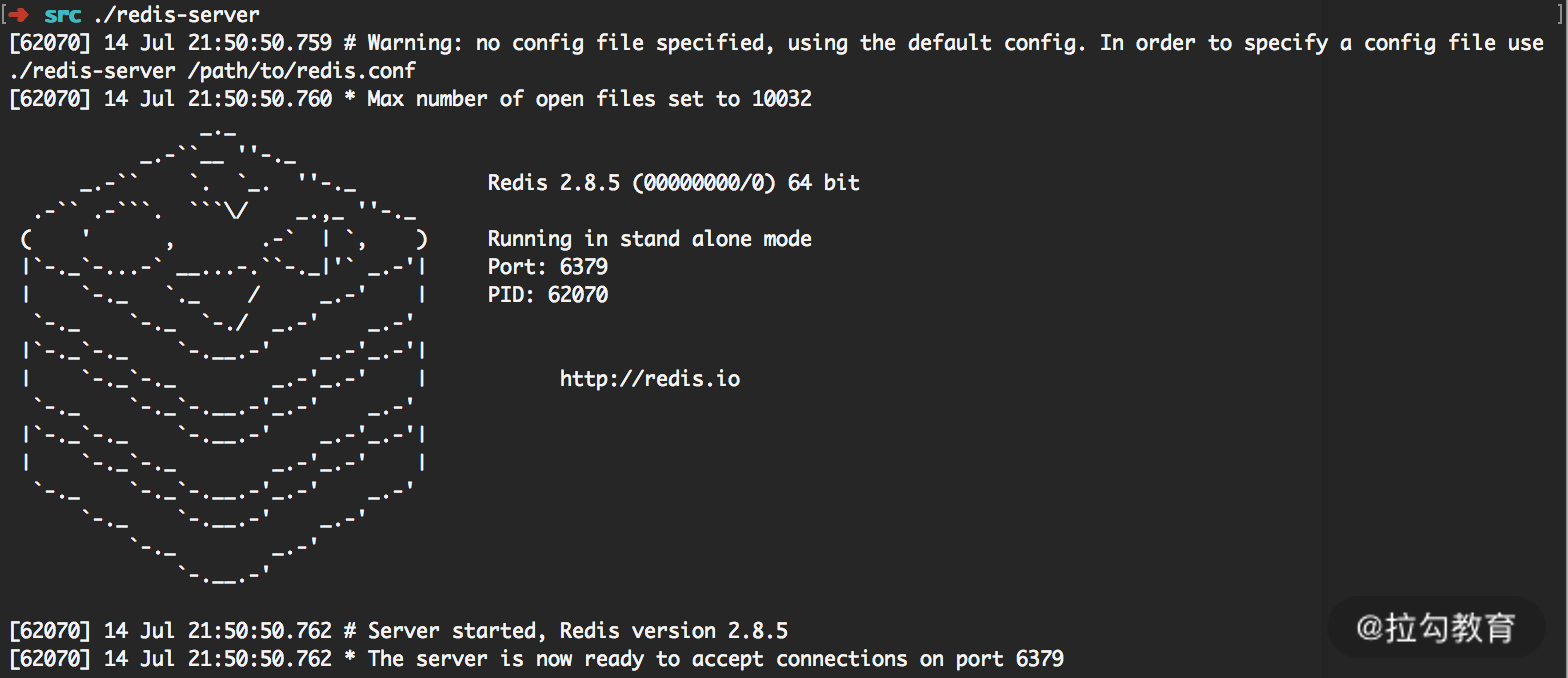 [➜ src ./redis-server ]
[62070] 14 Jul 21:50:50.759 # Warning: no config file specified, using the default config. In order to specify a config file use
./redis-server /path/to/redis.conf
[62070] 14 Jul 21:50:50.760 * Max number of open files set to 10032
Redis 2.8.5 (00000000/0) 64 bit
Running in stand alone mode
Port: 6379
PID: 62070
http://redis.io
[62070] 14 Jul 21:50:50.762 # Server started, Redis version 2.8.5
[62070] 14 Jul 21:50:50.762 * The server is now ready to accept connections on port 6379
@拉勾教育